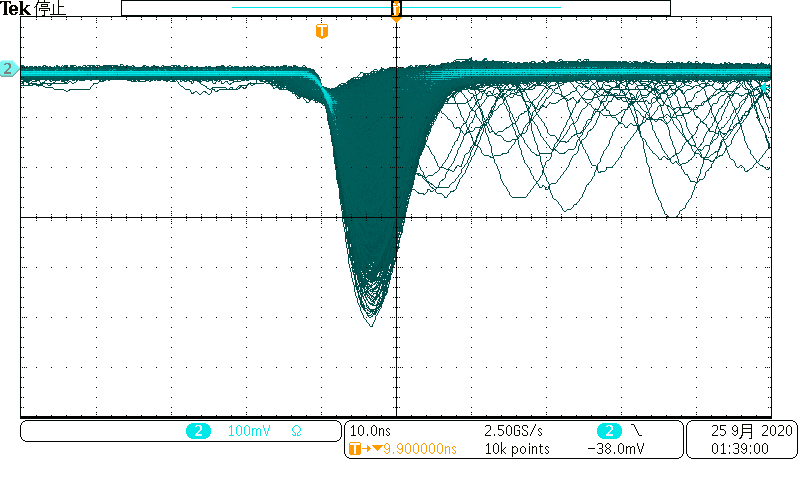 Tek 停止
T
T
2
2 100mV Ω 10.0ns 2.50GS/s 2 25 9月 2020
T→▼9.900000ns 10k points −38.0mV 01:39:00